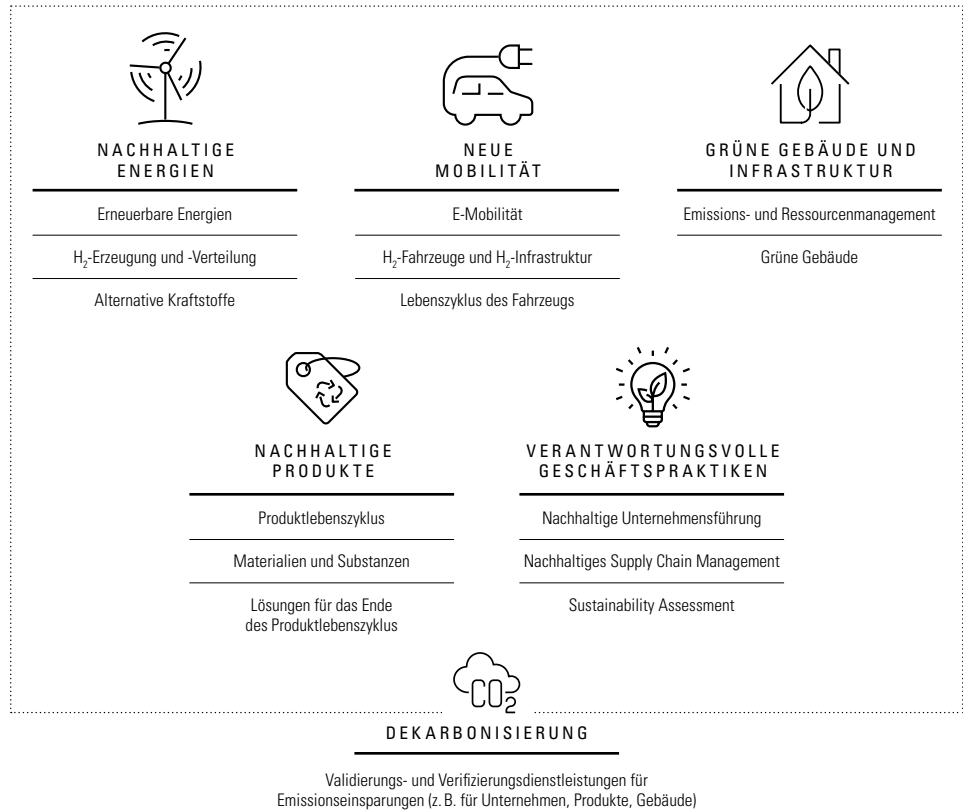 NACHHALTIGE
ENERGIEN
Erneuerbare Energien
H₂-Erzeugung und -Verteilung
Alternative Kraftstoffe
NEUE
MOBILITÄT
E-Mobilität
H₂-Fahrzeuge und H₂-Infrastruktur
Lebenszyklus des Fahrzeugs
GRÜNE GEBÄUDE UND
INFRASTRUKTUR
Emissions- und Ressourcenmanagement
Grüne Gebäude
NACHHALTIGE
PRODUKTE
Produktlebenszyklus
Materialien und Substanzen
Lösungen für das Ende
des Produktlebenszyklus
VERANTWORTUNGSVOLLE
GESCHÄFTSPRAKTIKEN
Nachhaltige Unternehmensführung
Nachhaltiges Supply Chain Management
Sustainability Assessment
CO₂
DEKARBONISIERUNG
Validierungs- und Verifizierungsdienstleistungen für
Emissionseinsparungen (z. B. für Unternehmen, Produkte, Gebäude)